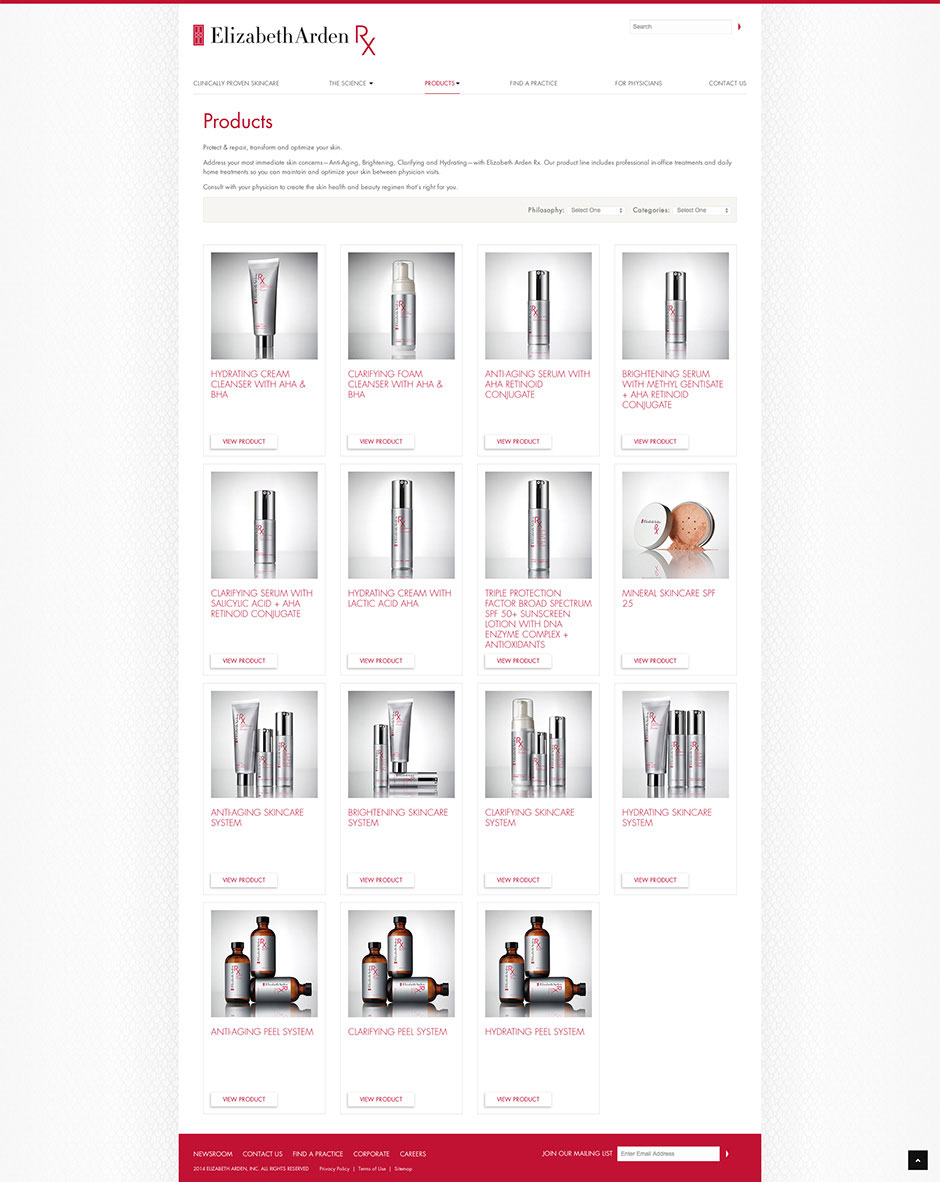 Elizabeth Arden Rx
Search
CLINICALLY PROVEN SKINCARE
THE SCIENCE
PRODUCTS
FIND A PRACTICE
FOR PHYSICIANS
CONTACT US
Products
Protect & repair, transform and optimize your skin.
Address your most immediate skin concerns—Anti-Aging, Brightening, Clarifying and Hydrating—with Elizabeth Arden Rx. Our product line includes professional in-office treatments and daily
home treatments so you can maintain and optimize your skin between physician visits.
Consult with your physician to create the skin health and beauty regimen that's right for you.
Philosophy: Select One Categories: Select One
HYDRATING CREAM
CLEANSER WITH AHA &
BHA
VIEW PRODUCT
CLARIFYING FOAM
CLEANSER WITH AHA &
BHA
VIEW PRODUCT
ANTI-AGING SERUM WITH
AHA RETINOID
CONJUGATE
VIEW PRODUCT
BRIGHTENING SERUM
WITH METHYL GENTISATE
+ AHA RETINOID
CONJUGATE
VIEW PRODUCT
CLARIFYING SERUM WITH
SALICYLIC ACID + AHA
RETINOID CONJUGATE
VIEW PRODUCT
HYDRATING CREAM WITH
LACTIC ACID AHA
VIEW PRODUCT
TRIPLE PROTECTION
FACTOR BROAD SPECTRUM
SPF 50+ SUNSCREEN
LOTION WITH DNA
ENZYME COMPLEX +
ANTIOXIDANTS
VIEW PRODUCT
MINERAL SKINCARE SPF
25
VIEW PRODUCT
ANTI-AGING SKINCARE
SYSTEM
VIEW PRODUCT
BRIGHTENING SKINCARE
SYSTEM
VIEW PRODUCT
CLARIFYING SKINCARE
SYSTEM
VIEW PRODUCT
HYDRATING SKINCARE
SYSTEM
VIEW PRODUCT
ANTI-AGING PEEL SYSTEM
VIEW PRODUCT
CLARIFYING PEEL SYSTEM
VIEW PRODUCT
HYDRATING PEEL SYSTEM
VIEW PRODUCT
NEWSROOM CONTACT US FIND A PRACTICE CORPORATE CAREERS
JOIN OUR MAILING LIST Enter Email Address
2014 ELIZABETH ARDEN, INC. ALL RIGHTS RESERVED Privacy Policy | Terms of Use | Sitemap